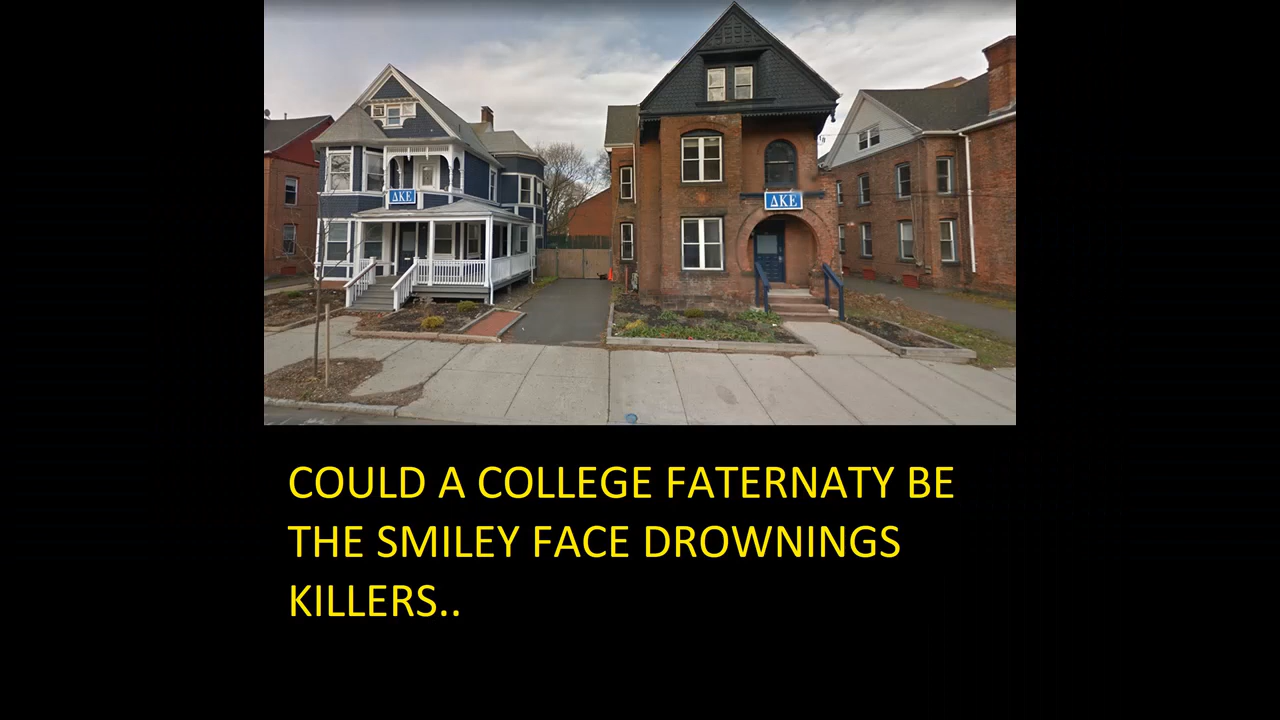 ΔΚΕ
ΔΚΕ
COULD A COLLEGE FATERNATY BE
THE SMILEY FACE DROWNINGS
KILLERS..